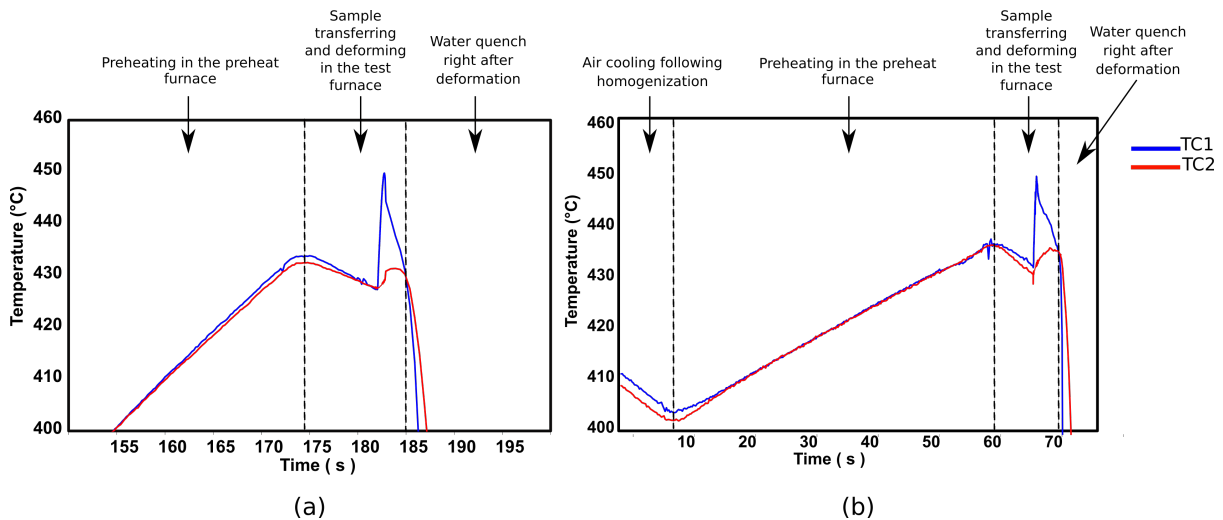 Preheating in the preheat
furnace
Sample
transferring
and deforming
in the test
furnace
Water quench
right after
deformation
460
450
440
430
420
410
400
Temperature (°C)
155 160 165 170 175 180 185 190 195
Time ( s )
(a)
Air cooling following
homogenization
Preheating in the preheat
furnace
Sample
transferring
and deforming
in the test
furnace
Water quench
right after
deformation
460
450
440
430
420
410
400
Temperature (°C)
10 20 30 40 50 60 70
Time ( s )
(b)
TC1
TC2